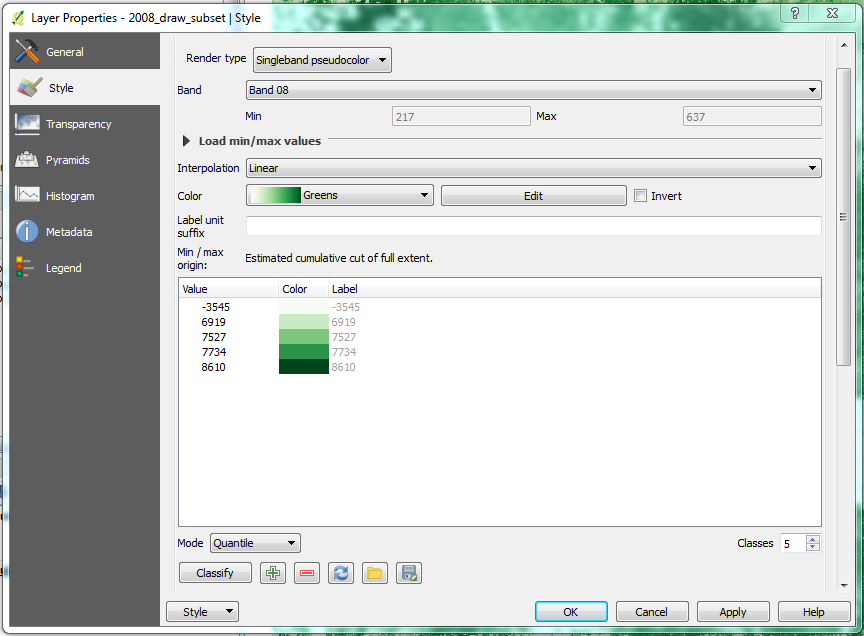 Layer Properties - 2008_draw_subset | Style
General
Style
Transparency
Pyramids
Histogram
Metadata
Legend
Render type Singleband pseudocolor
Band Band 08
Min 217 Max 637
Load min/max values
Interpolation Linear
Color Greens Edit Invert
Label unit
suffix
Min / max
origin: Estimated cumulative cut of full extent.
Value Color Label
-3545 -3545
6919 6919
7527 7527
7734 7734
8610 8610
Mode Quantile Classes 5
Classify
Style OK Cancel Apply Help